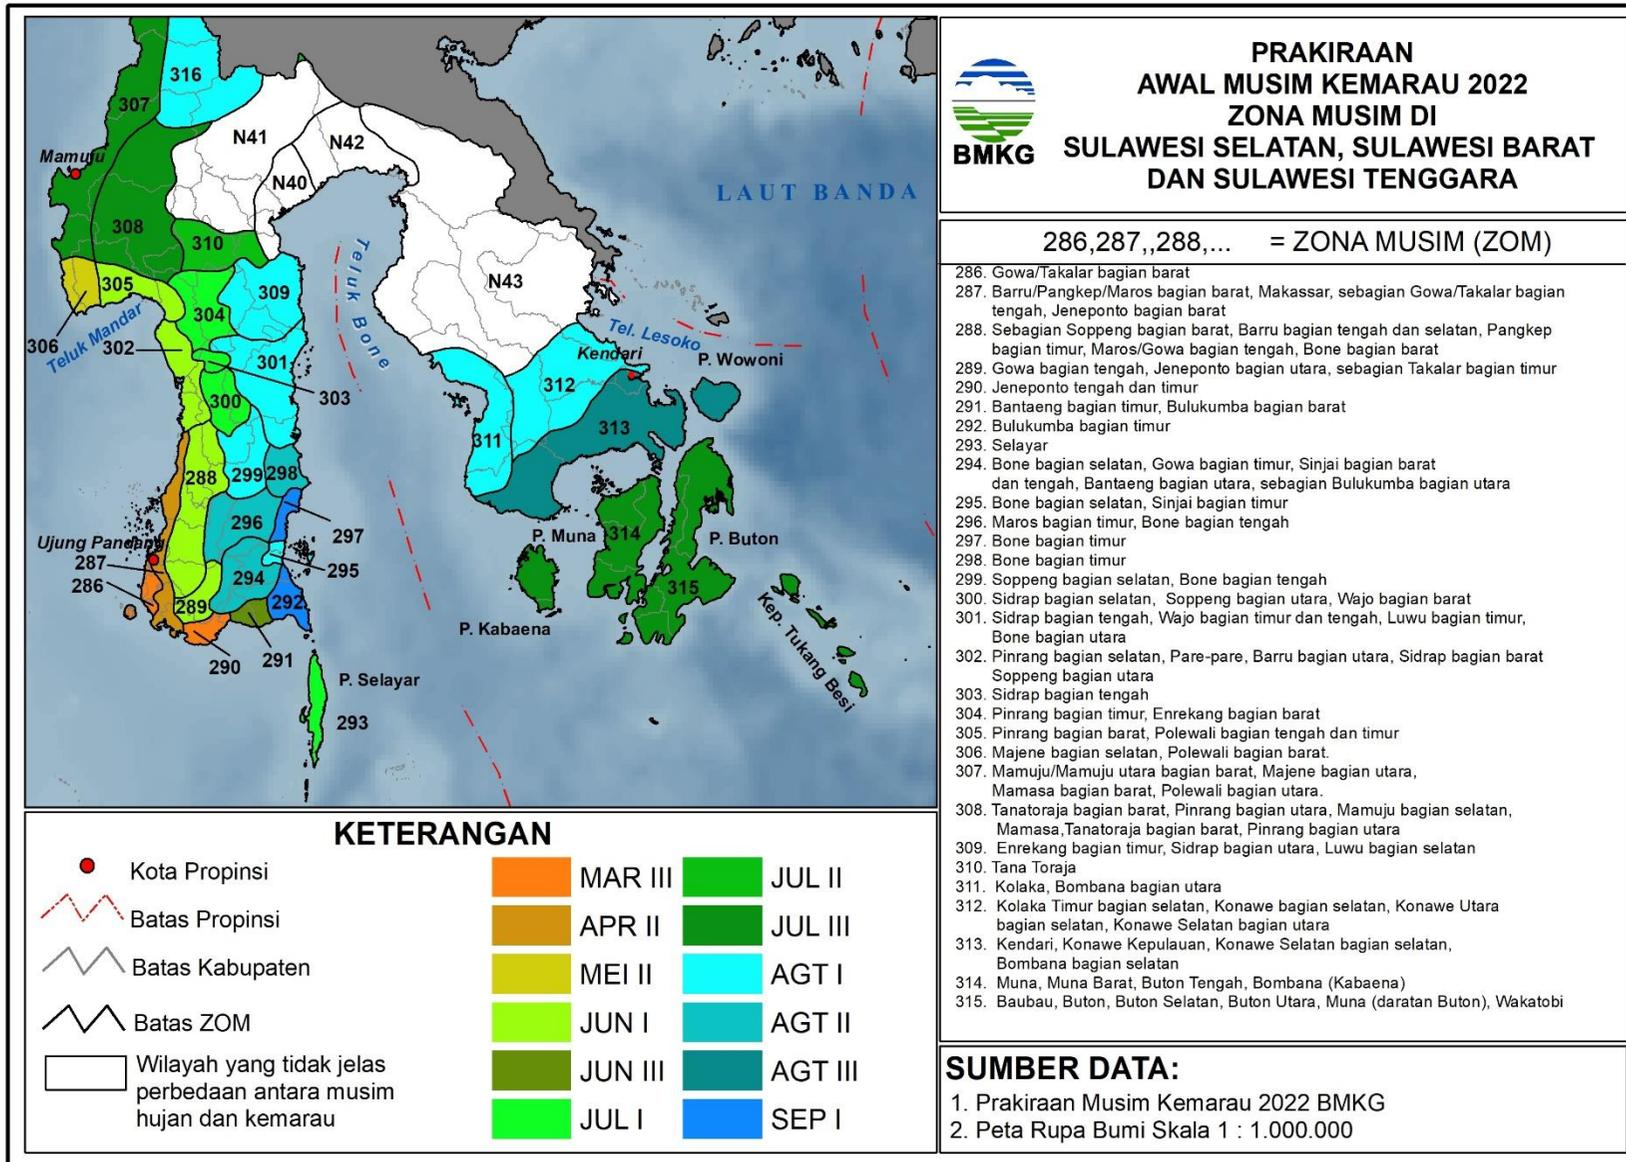 316
307
N41
N42
Mamuju
N40
308
310
N43
305
309
304
306
Teluk Mandar
302
301
303
300
Teluk Bone
LAUT BANDA
Tel. Lesoko
Kendari
P. Wowoni
312
311
313
288
299
298
296
297
Ujung Pandang
287
286
295
294
289
292
290
291
P. Selayar
293
P. Muna
314
P. Buton
315
P. Kabaena
Kep. Tukang Besi
BMKG
PRAKIRAAN
AWAL MUSIM KEMARAU 2022
ZONA MUSIM DI
SULAWESI SELATAN, SULAWESI BARAT
DAN SULAWESI TENGGARA
286,287,,288,... = ZONA MUSIM (ZOM)
286. Gowa/Takalar bagian barat
287. Barru/Pangkep/Maros bagian barat, Makassar, sebagian Gowa/Takalar bagian
tengah, Jeneponto bagian barat
288. Sebagian Soppeng bagian barat, Barru bagian tengah dan selatan, Pangkep
bagian timur, Maros/Gowa bagian tengah, Bone bagian barat
289. Gowa bagian tengah, Jeneponto bagian utara, sebagian Takalar bagian timur
290. Jeneponto tengah dan timur
291. Bantaeng bagian timur, Bulukumba bagian barat
292. Bulukumba bagian timur
293. Selayar
294. Bone bagian selatan, Gowa bagian timur, Sinjai bagian barat
dan tengah, Bantaeng bagian utara, sebagian Bulukumba bagian utara
295. Bone bagian selatan, Sinjai bagian timur
296. Maros bagian timur, Bone bagian tengah
297. Bone bagian timur
298. Bone bagian timur
299. Soppeng bagian selatan, Bone bagian tengah
300. Sidrap bagian selatan, Soppeng bagian utara, Wajo bagian barat
301. Sidrap bagian tengah, Wajo bagian timur dan tengah, Luwu bagian timur,
Bone bagian utara
302. Pinrang bagian selatan, Pare-pare, Barru bagian utara, Sidrap bagian barat
Soppeng bagian utara
303. Sidrap bagian tengah
304. Pinrang bagian timur, Enrekang bagian barat
305. Pinrang bagian barat, Polewali bagian tengah dan timur
306. Majene bagian selatan, Polewali bagian barat.
307. Mamuju/Mamuju utara bagian barat, Majene bagian utara,
Mamasa bagian barat, Polewali bagian utara.
308. Tanatoraja bagian barat, Pinrang bagian utara, Mamuju bagian selatan,
Mamasa,Tanatoraja bagian barat, Pinrang bagian utara
309. Enrekang bagian timur, Sidrap bagian utara, Luwu bagian selatan
310. Tana Toraja
311. Kolaka, Bombana bagian utara
312. Kolaka Timur bagian selatan, Konawe bagian selatan, Konawe Utara
bagian selatan, Konawe Selatan bagian utara
313. Kendari, Konawe Kepulauan, Konawe Selatan bagian selatan,
Bombana bagian selatan
314. Muna, Muna Barat, Buton Tengah, Bombana (Kabaena)
315. Baubau, Buton, Buton Selatan, Buton Utara, Muna (daratan Buton), Wakatobi
KETERANGAN
Kota Propinsi
Batas Propinsi
Batas Kabupaten
Batas ZOM
Wilayah yang tidak jelas
perbedaan antara musim
hujan dan kemarau
MAR III
APR II
MEI II
JUN I
JUN III
JUL I
JUL II
JUL III
AGT I
AGT II
AGT III
SEP I
SUMBER DATA:
1. Prakiraan Musim Kemarau 2022 BMKG
2. Peta Rupa Bumi Skala 1 : 1.000.000